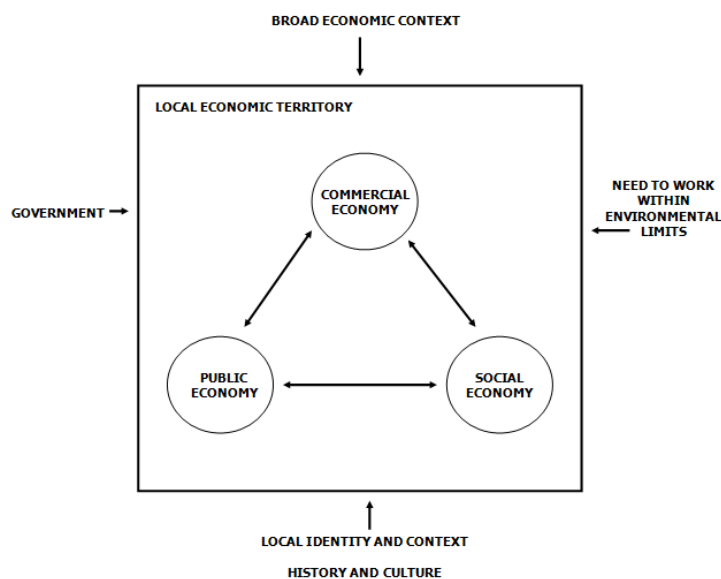 BROAD ECONOMIC CONTEXT
LOCAL ECONOMIC TERRITORY
COMMERCIAL
ECONOMY
GOVERNMENT
NEED TO WORK
WITHIN
ENVIRONMENTAL
LIMITS
PUBLIC
ECONOMY
SOCIAL
ECONOMY
LOCAL IDENTITY AND CONTEXT
HISTORY AND CULTURE